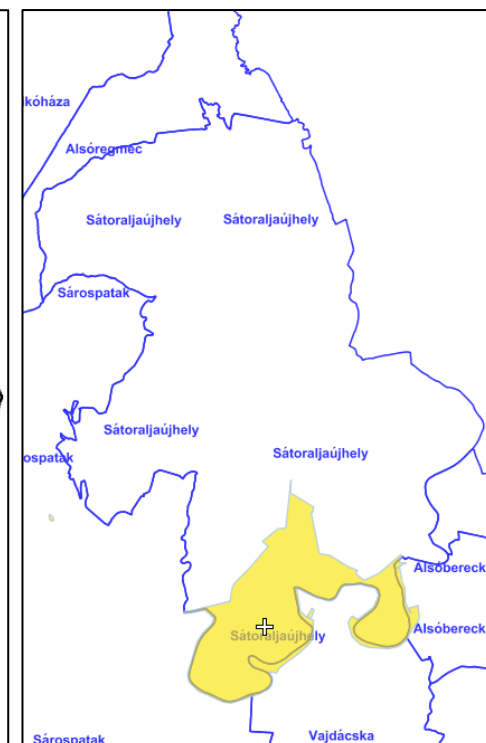 kóháza
Alsóregmec
Sátoraljaújhely Sátoraljaújhely
Sárospatak
Sátoraljaújhely
Sátoraljaújhely
ospatak
Alsóbereck
Sátoraljaújhely Alsóbereck
Sárospatak Vajdácska